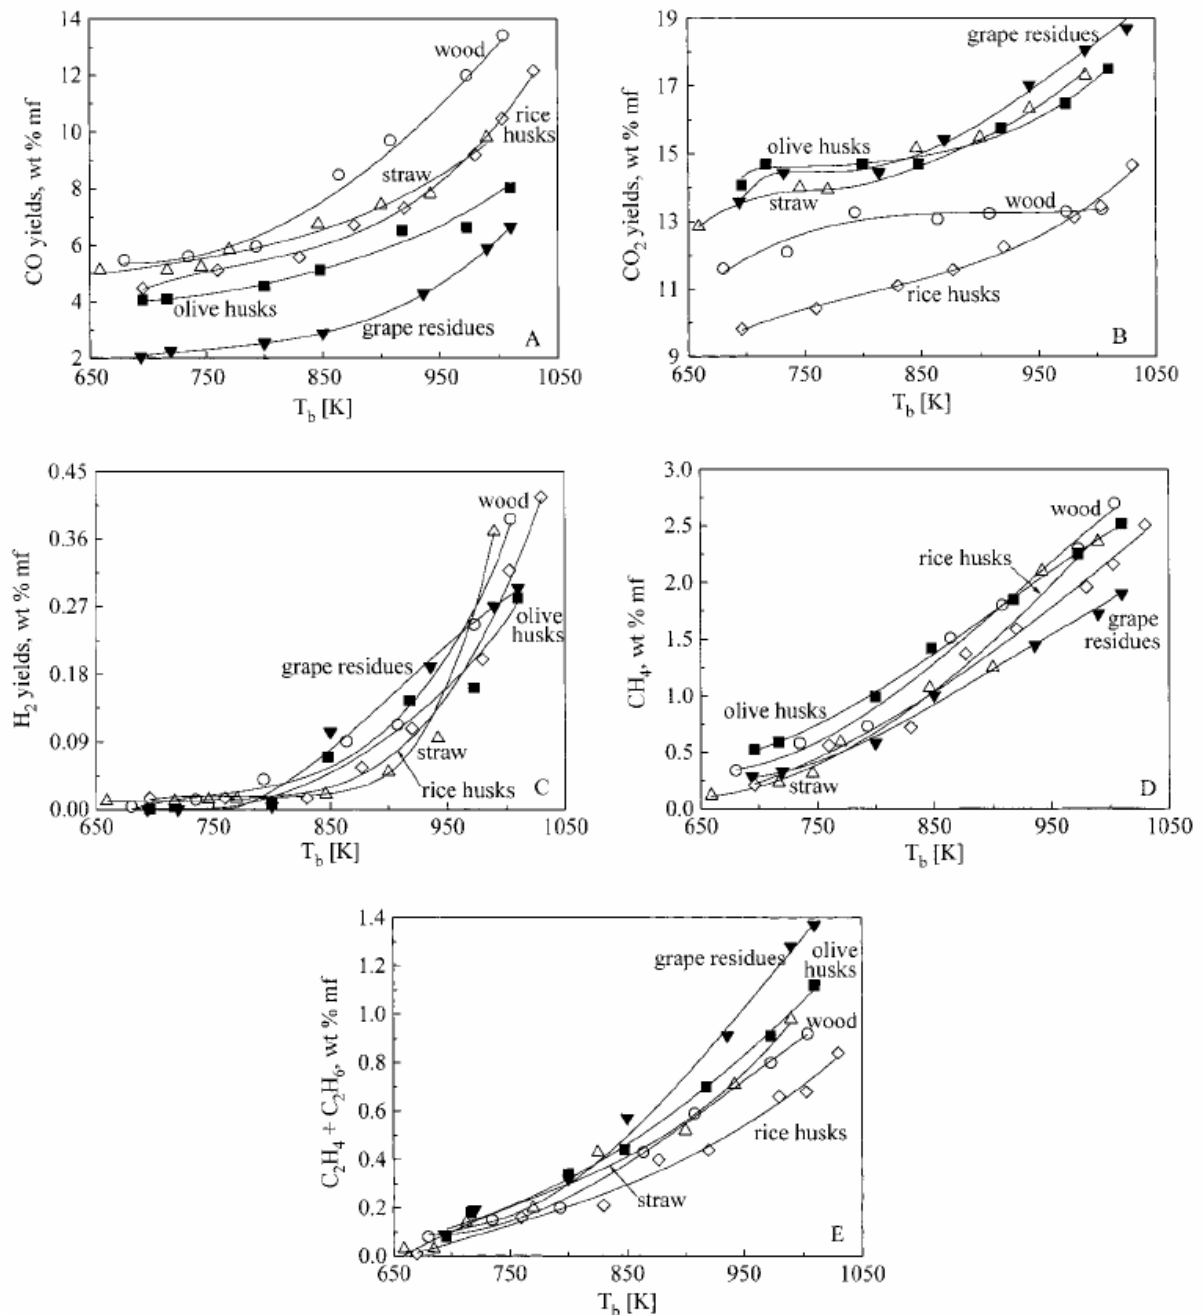 14
12
10
8
6
4
2
CO yields, wt % mf
wood
rice
husks
straw
olive husks
grape residues
A
650 750 850 950 1050
T_b [K]
19
17
15
13
11
9
CO₂ yields, wt % mf
grape residues
olive husks
straw
wood
rice husks
B
650 750 850 950 1050
T_b [K]
0.45
0.36
0.27
0.18
0.09
0.00
H₂ yields, wt % mf
wood
olive
husks
grape residues
straw
rice husks
C
650 750 850 950 1050
T_b [K]
3.0
2.5
2.0
1.5
1.0
0.5
0.0
CH₄, wt % mf
wood
rice husks
grape
residues
olive husks
straw
D
650 750 850 950 1050
T_b [K]
1.4
1.2
1.0
0.8
0.6
0.4
0.2
0.0
C₂H₄ + C₂H₆, wt % mf
grape residues
olive
husks
wood
rice husks
straw
E
650 750 850 950 1050
T_b [K]